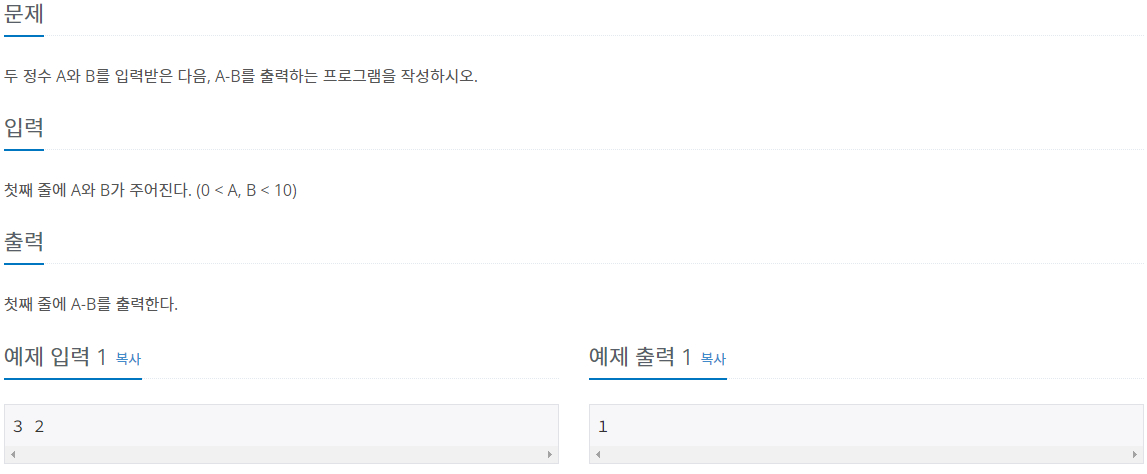 문제
두 정수 A와 B를 입력받은 다음, A-B를 출력하는 프로그램을 작성하시오.
입력
첫째 줄에 A와 B가 주어진다. (0 < A, B < 10)
출력
첫째 줄에 A-B를 출력한다.
예제 입력 1 복사
3 2
예제 출력 1 복사
1